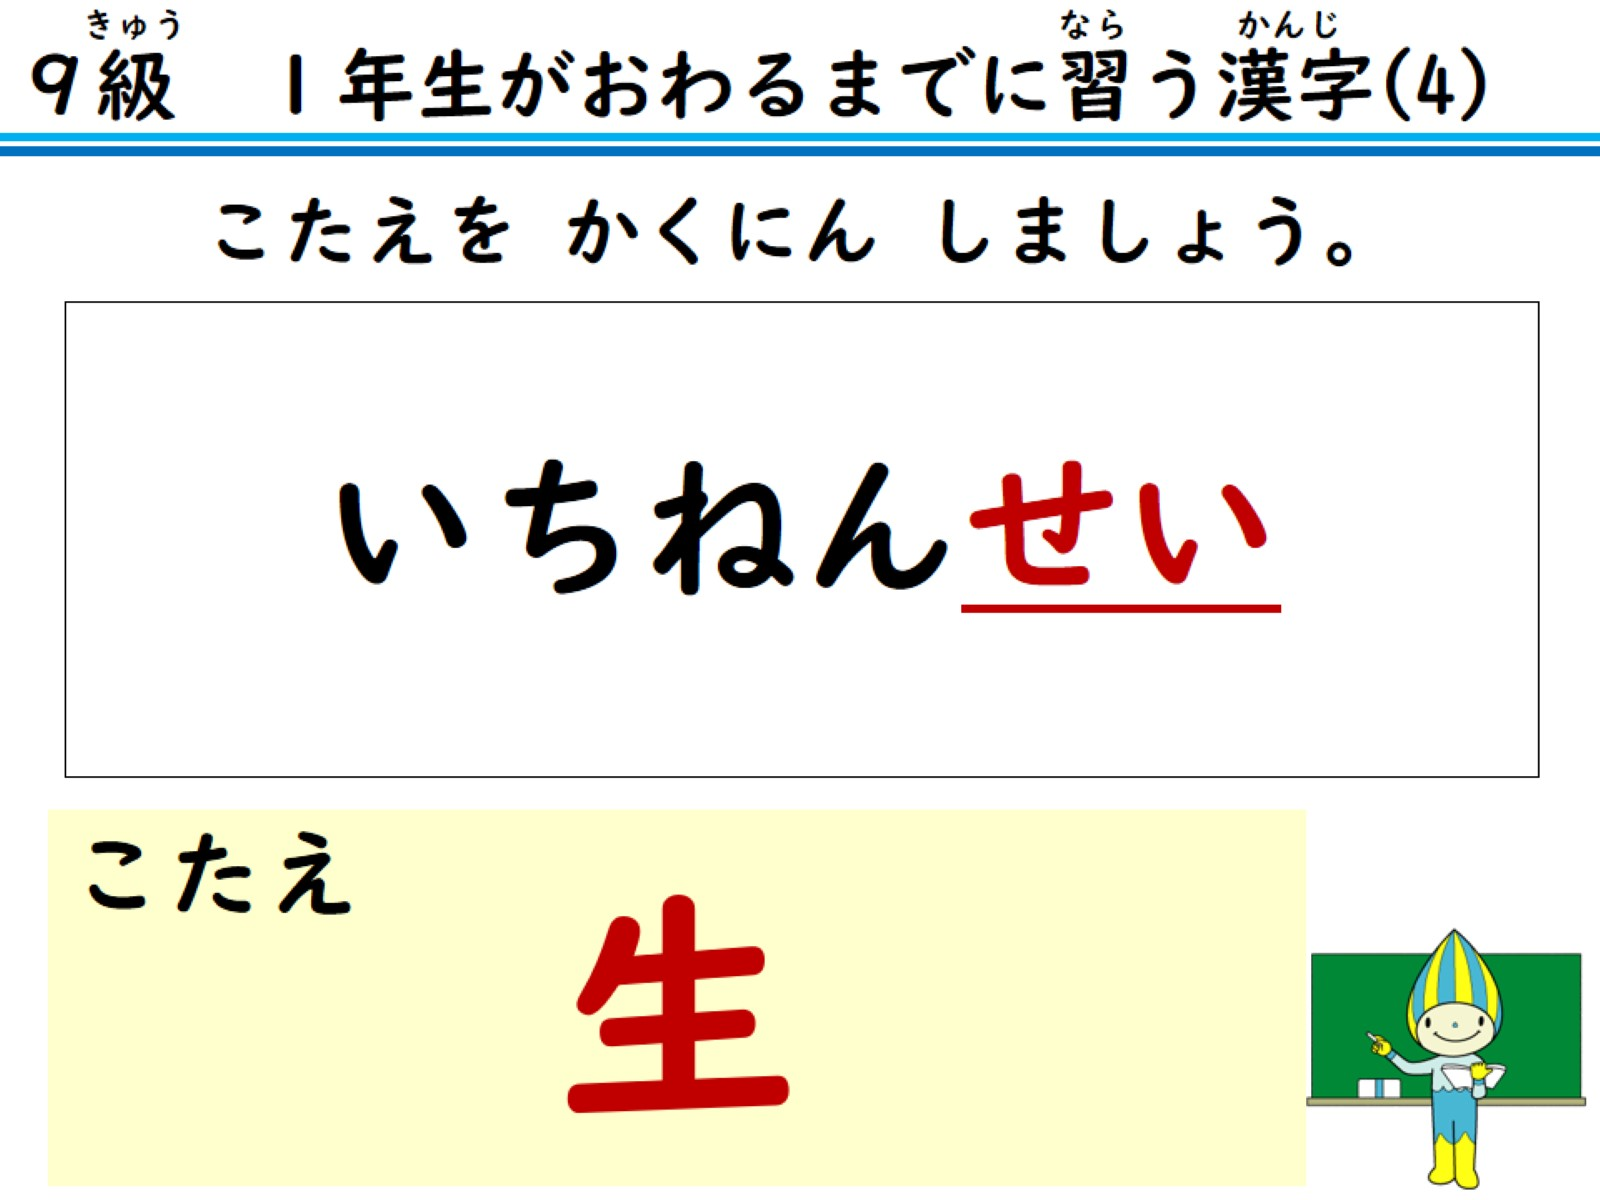 きゅう なら かんじ
９級　１年生がおわるまでに習う漢字(4)
こたえを かくにん しましょう。
いちねんせい
こたえ
生